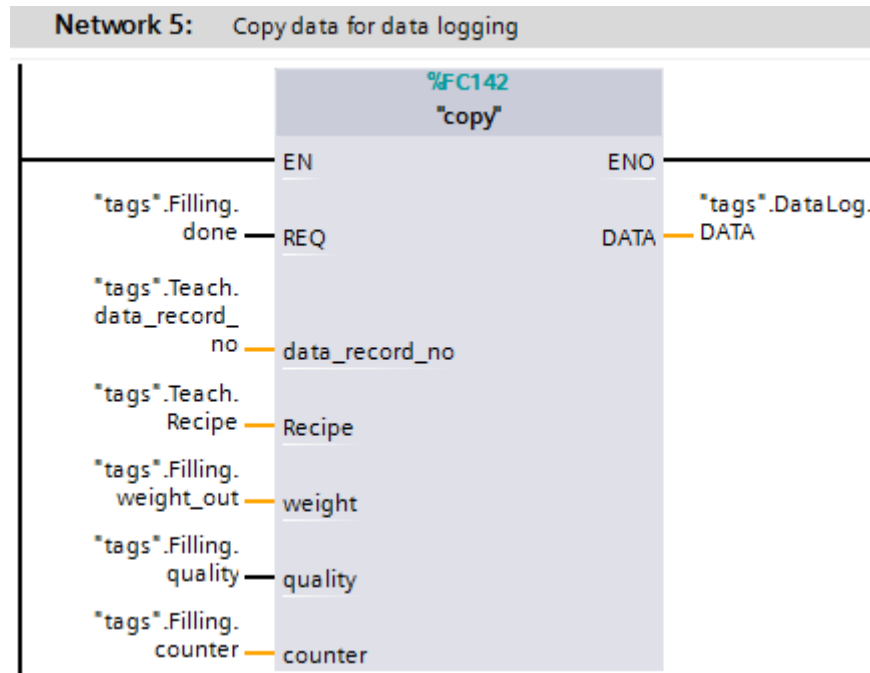 Network 5: Copy data for data logging
%FC142
"copy"
EN ENO
"tags".Filling.
done REQ
DATA "tags".DataLog.
DATA
"tags".Teach.
data_record_
no data_record_no
"tags".Teach.
Recipe Recipe
"tags".Filling.
weight_out weight
"tags".Filling.
quality quality
"tags".Filling.
counter counter